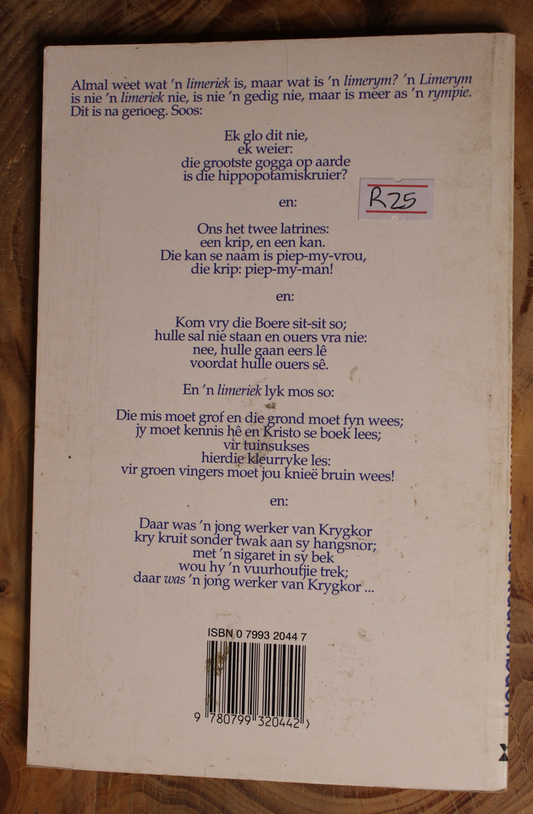 Almal weet wat 'n limeriek is, maar wat is 'n limerym? 'n Limerym
is nie 'n limeriek nie, is nie 'n gedig nie, maar is meer as 'n rympie.
Dit is na genoeg. Soos:
Ek glo dit nie,
ek weier:
die grootste gogga op aarde
is die hippopotamiskruier?
R25
en:
Ons het twee latrines:
een krip, en een kan.
Die kan se naam is piep-my-vrou,
die krip: piep-my-man!
en:
Kom vry die Boere sit-sit so;
hulle sal nie staan en ouers vra nie:
nee, hulle gaan eers lê
voordat hulle ouers sê.
En 'n limeriek lyk mos so:
Die mis moet grof en die grond moet fyn wees;
jy moet kennis hê en Kristo se boek lees;
vir tuinsukses
hierdie kleurryke les:
vir groen vingers moet jou knieë bruin wees!
en:
Daar was 'n jong werker van Krygkor
kry kruit sonder twak aan sy hangsnor;
met 'n sigaret in sy bek
wou hy 'n vuurhoutjie trek;
daar was 'n jong werker van Krygkor ...
ISBN 0 7993 2044 7
9 780799 320442 >